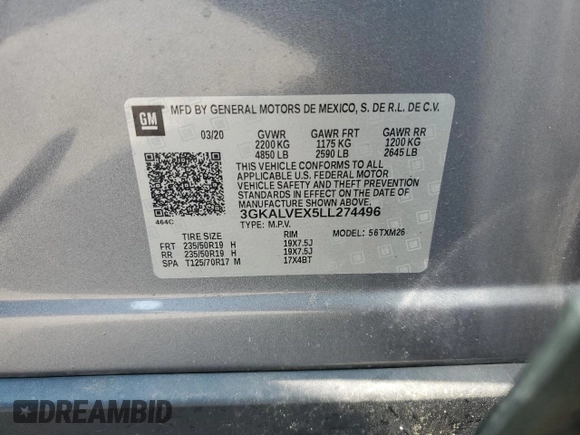 GM
MFD BY GENERAL MOTORS DE MEXICO, S. DE R.L. DE C.V.
03/20 GVWR GAWR FRT GAWR RR
2200 KG 1175 KG 1200 KG
4850 LB 2590 LB 2645 LB
THIS VEHICLE CONFORMS TO ALL
APPLICABLE U.S. FEDERAL MOTOR
VEHICLE SAFETY AND THEFT
PREVENTION STANDARDS IN EFFECT ON
THE DATE OF MANUFACTURE SHOWN ABOVE.
3GKALVEX5LL274496
TYPE: M.P.V.
464C
TIRE SIZE RIM MODEL: 56TXM26
FRT 235/50R19 H 19X7.5J
RR 235/50R19 H 19X7.5J
SPA T125/70R17 M 17X4BT
DREAMBID